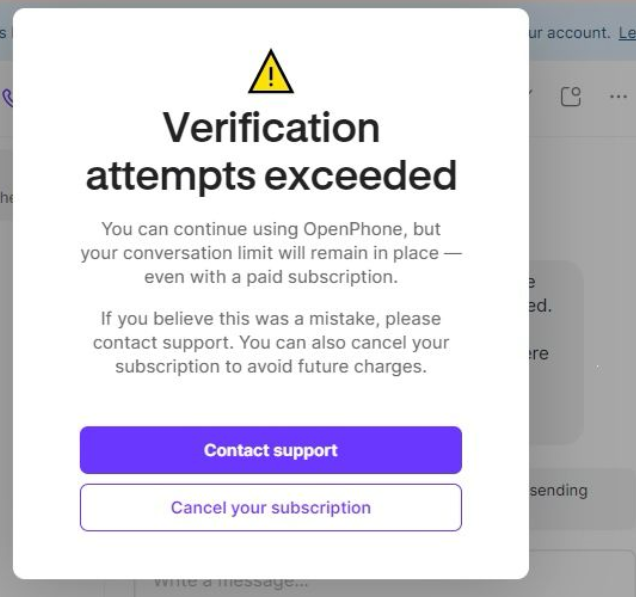 ur account. Le
Verification
attempts exceeded
You can continue using OpenPhone, but
your conversation limit will remain in place —
even with a paid subscription.
If you believe this was a mistake, please
contact support. You can also cancel your
subscription to avoid future charges.
ed.
ere
Contact support
sending
Cancel your subscription
Write a message...